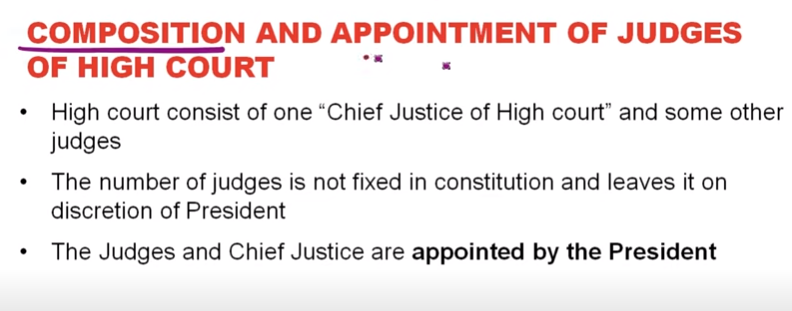 COMPOSITION AND APPOINTMENT OF JUDGES
OF HIGH COURT
• High court consist of one “Chief Justice of High court” and some other
judges
• The number of judges is not fixed in constitution and leaves it on
discretion of President
• The Judges and Chief Justice are appointed by the President